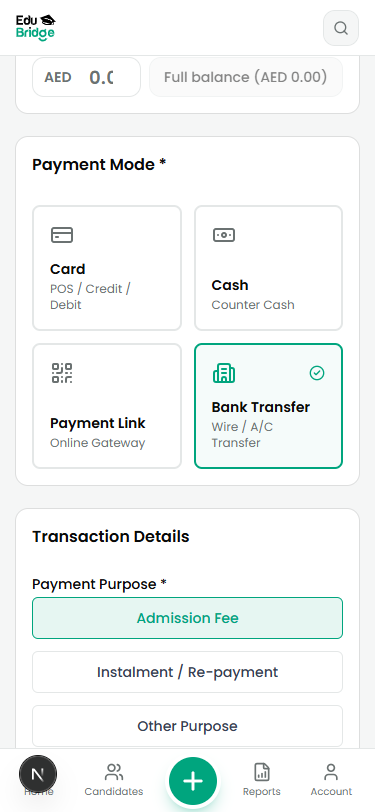 Edu
Bridge
AED 0.0 Full balance (AED 0.00)
Payment Mode *
Card
POS / Credit /
Debit
Cash
Counter Cash
Payment Link
Online Gateway
Bank Transfer
Wire / A/C
Transfer
Transaction Details
Payment Purpose *
Admission Fee
Instalment / Re-payment
Other Purpose
N
Home Candidates Reports Account